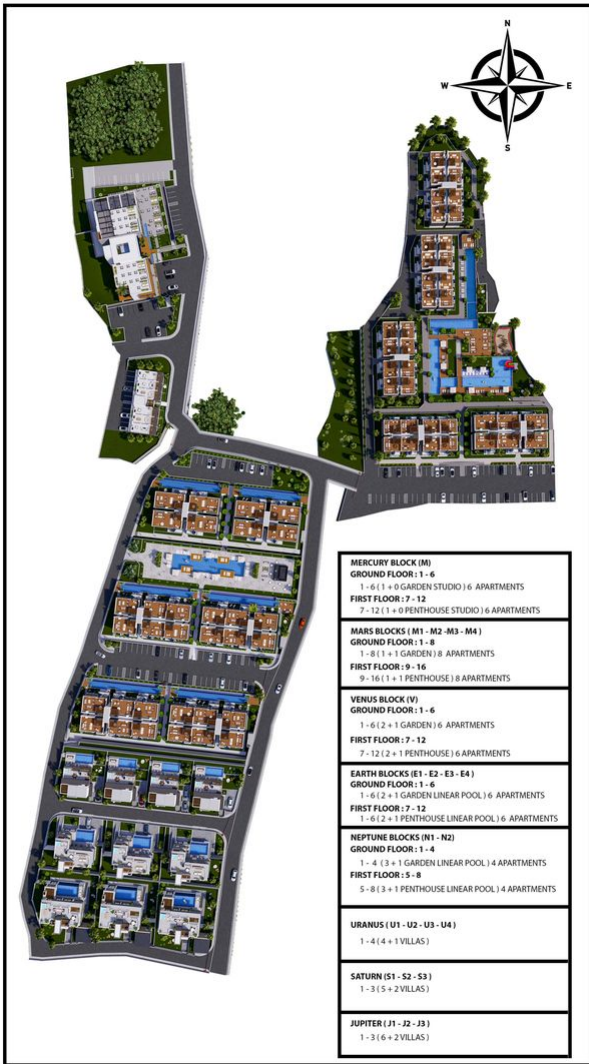 N
W E
S
MERCURY BLOCK (M)
GROUND FLOOR : 1 - 6
1 - 6 ( 1 + 0 GARDEN STUDIO ) 6 APARTMENTS
FIRST FLOOR : 7 - 12
7 - 12 ( 1 + 0 PENTHOUSE STUDIO ) 6 APARTMENTS
MARS BLOCKS ( M1 - M2 -M3 - M4 )
GROUND FLOOR : 1 - 8
1 - 8 ( 1 + 1 GARDEN ) 8 APARTMENTS
FIRST FLOOR : 9 - 16
9 - 16 ( 1 + 1 PENTHOUSE ) 8 APARTMENTS
VENUS BLOCK (V)
GROUND FLOOR : 1 - 6
1 - 6 ( 2 + 1 GARDEN ) 6 APARTMENTS
FIRST FLOOR : 7 - 12
7 - 12 ( 2 + 1 PENTHOUSE ) 6 APARTMENTS
EARTH BLOCKS (E1 - E2 - E3 - E4 )
GROUND FLOOR : 1 - 6
1 - 6 ( 2 + 1 GARDEN LINEAR POOL ) 6 APARTMENTS
FIRST FLOOR : 7 - 12
1 - 6 ( 2 + 1 PENTHOUSE LINEAR POOL ) 6 APARTMENTS
NEPTUNE BLOCKS (N1 - N2)
GROUND FLOOR : 1 - 4
1 - 4 ( 3 + 1 GARDEN LINEAR POOL ) 4 APARTMENTS
FIRST FLOOR : 5 - 8
5 - 8 ( 3 + 1 PENTHOUSE LINEAR POOL ) 4 APARTMENTS
URANUS ( U1 - U2 - U3 - U4 )
1 - 4 ( 4 + 1 VILLAS )
SATURN (S1 - S2 - S3 )
1 - 3 ( 5 + 2 VILLAS )
JUPITER ( J1 - J2 - J3 )
1 - 3 ( 6 + 2 VILLAS )